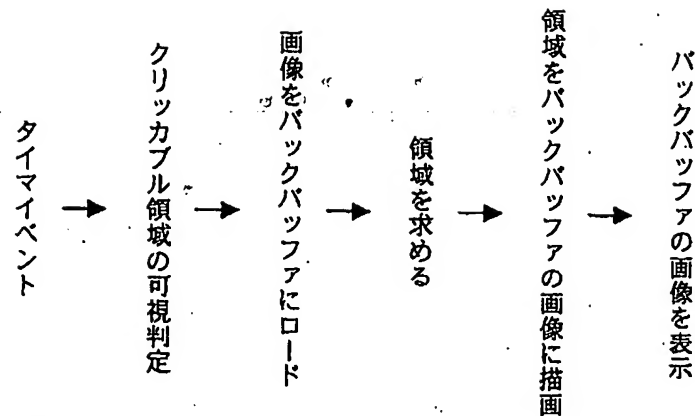 タイマイベント
クリッカブル領域の可視判定
画像をバックバッファにロード
領域を求める
領域をバックバッファの画像に描画
バックバッファの画像を表示